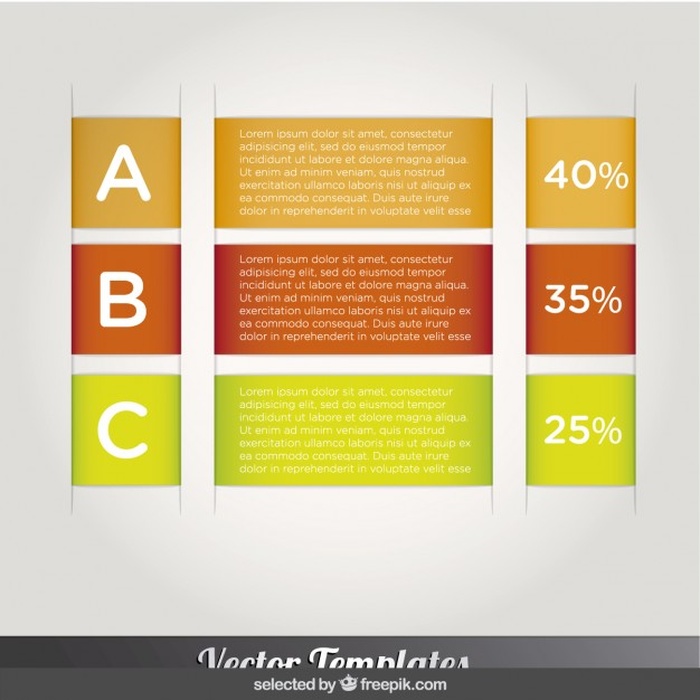 A
Lorem ipsum dolor sit amet, consectetur
adipisicing elit, sed do eiusmod tempor
incididunt ut labore et dolore magna aliqua.
Ut enim ad minim veniam, quis nostrud
exercitation ullamco laboris nisi ut aliquip ex
ea commodo consequat. Duis aute irure
dolor in reprehenderit in voluptate velit esse
40%
B
Lorem ipsum dolor sit amet, consectetur
adipisicing elit, sed do eiusmod tempor
incididunt ut labore et dolore magna aliqua.
Ut enim ad minim veniam, quis nostrud
exercitation ullamco laboris nisi ut aliquip ex
ea commodo consequat. Duis aute irure
dolor in reprehenderit in voluptate velit esse
35%
C
Lorem ipsum dolor sit amet, consectetur
adipisicing elit, sed do eiusmod tempor
incididunt ut labore et dolore magna aliqua.
Ut enim ad minim veniam, quis nostrud
exercitation ullamco laboris nisi ut aliquip ex
ea commodo consequat. Duis aute irure
dolor in reprehenderit in voluptate velit esse
25%
Vector Templates
selected by freepik.com